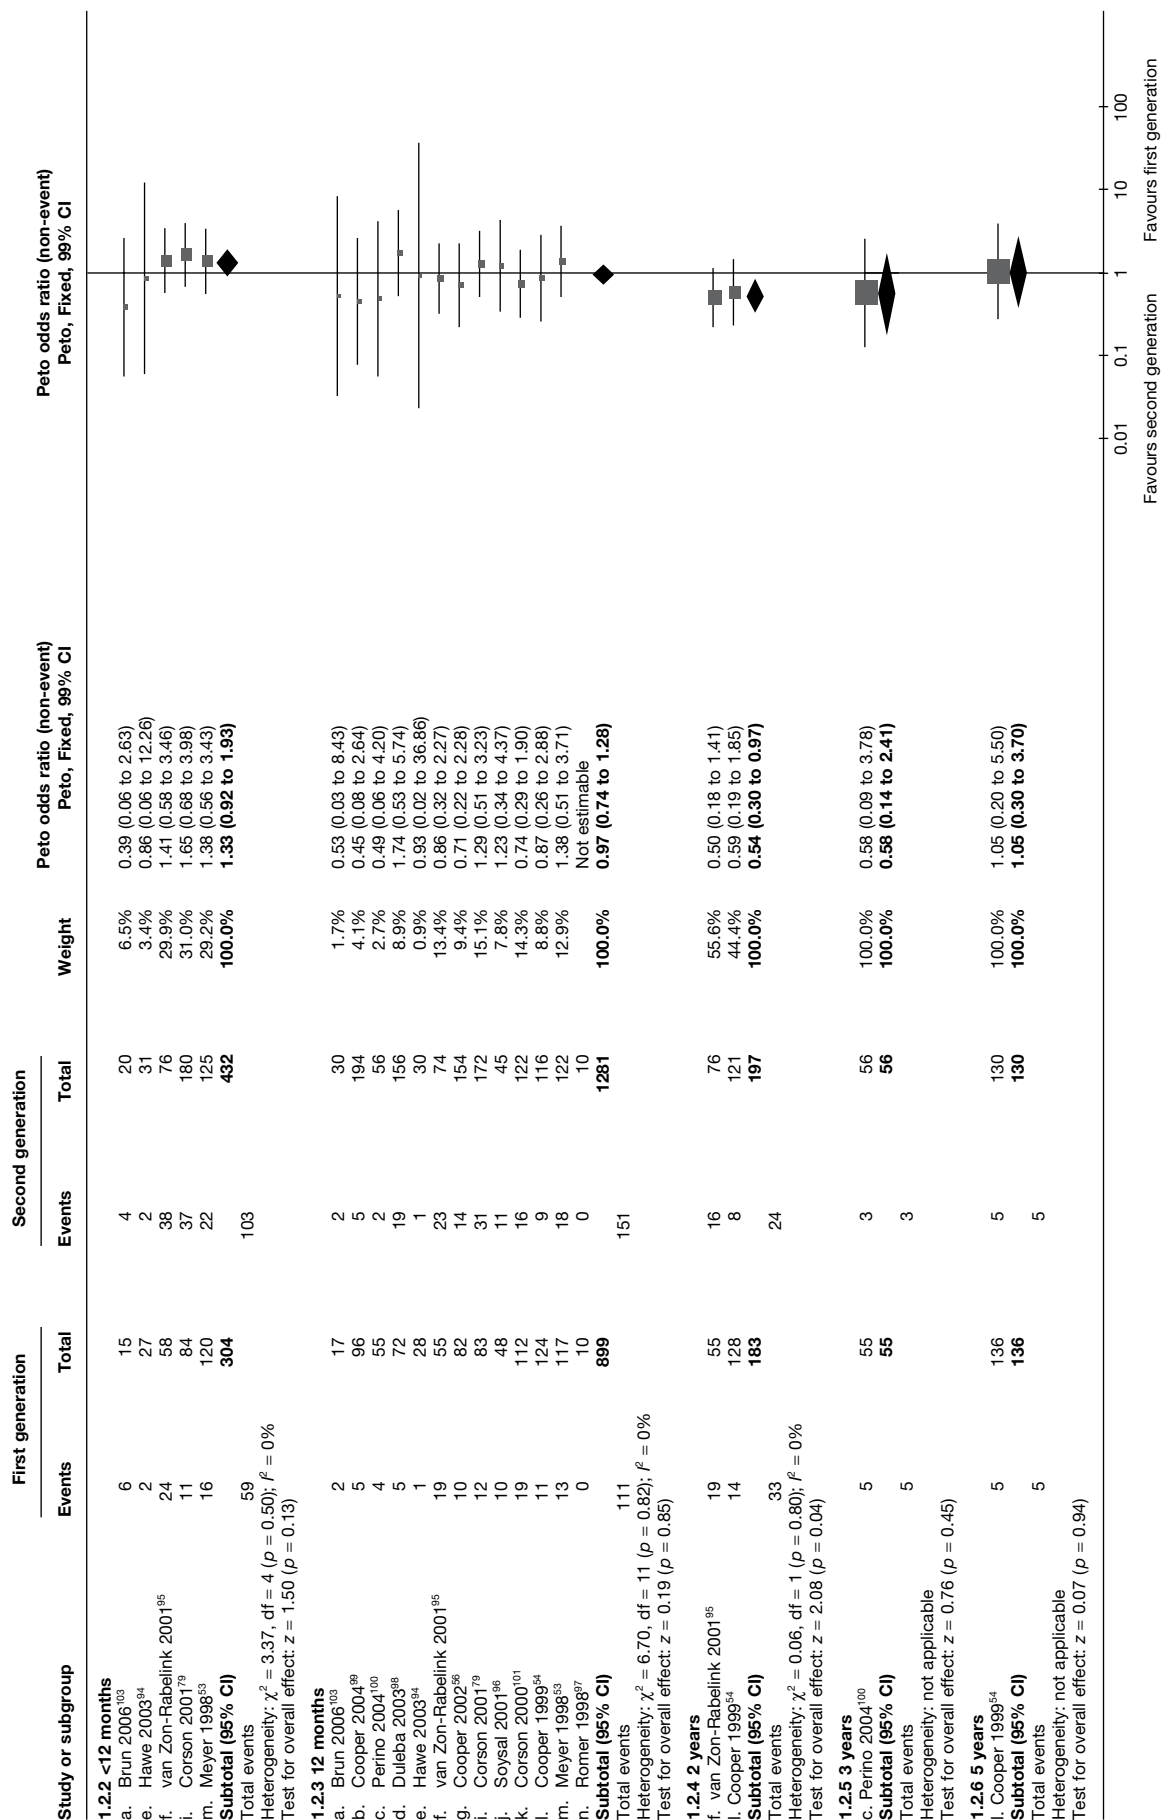 First generation Second generation Peto odds ratio (non-event) Peto odds ratio (non-event)
Study or subgroup Events Total Events Total Weight Peto, Fixed, 99% CI Peto, Fixed, 99% CI
1.2.2 <12 months
a. Brun 2006¹⁰³ 6 15 4 20 6.5% 0.39 (0.06 to 2.63)
e. Hawe 2003⁹⁴ 2 27 2 31 3.4% 0.86 (0.06 to 12.26)
f. van Zon-Rabelink 2001⁹⁵ 24 58 38 76 29.9% 1.41 (0.58 to 3.46)
i. Corson 2001⁷⁹ 11 84 37 180 31.0% 1.65 (0.68 to 3.98)
m. Meyer 1998⁵³ 16 120 22 125 29.2% 1.38 (0.56 to 3.43)
Subtotal (95% CI) 304 432 100.0% 1.33 (0.92 to 1.93)
Total events 59 103
Heterogeneity: χ² = 3.37, df = 4 (p = 0.50); I² = 0%
Test for overall effect: z = 1.50 (p = 0.13)
1.2.3 12 months
a. Brun 2006¹⁰³ 2 17 2 30 1.7% 0.53 (0.03 to 8.43)
b. Cooper 2004⁹⁹ 5 96 5 194 4.1% 0.45 (0.08 to 2.64)
c. Perino 2004¹⁰⁰ 4 55 2 56 2.7% 0.49 (0.06 to 4.20)
d. Duleba 2003⁹⁸ 5 72 19 156 8.9% 1.74 (0.53 to 5.74)
e. Hawe 2003⁹⁴ 1 28 1 30 0.9% 0.93 (0.02 to 36.86)
f. van Zon-Rabelink 2001⁹⁵ 19 55 23 74 13.4% 0.86 (0.32 to 2.27)
g. Cooper 2002⁵⁶ 10 82 14 154 9.4% 0.71 (0.22 to 2.28)
i. Corson 2001⁷⁹ 12 83 31 172 15.1% 1.29 (0.51 to 3.23)
j. Soysal 2001⁹⁶ 10 48 11 45 7.8% 1.23 (0.34 to 4.37)
k. Corson 2000¹⁰¹ 19 112 16 122 14.3% 0.74 (0.29 to 1.90)
l. Cooper 1999⁵⁴ 11 124 9 116 8.8% 0.87 (0.26 to 2.88)
m. Meyer 1998⁵³ 13 117 18 122 12.9% 1.38 (0.51 to 3.71)
n. Romer 1998⁹⁷ 0 10 0 10 Not estimable
Subtotal (95% CI) 899 1281 100.0% 0.97 (0.74 to 1.28)
Total events 111 151
Heterogeneity: χ² = 6.70, df = 11 (p = 0.82); I² = 0%
Test for overall effect: z = 0.19 (p = 0.85)
1.2.4 2 years
f. van Zon-Rabelink 2001⁹⁵ 19 55 16 76 55.6% 0.50 (0.18 to 1.41)
l. Cooper 1999⁵⁴ 14 128 8 121 44.4% 0.59 (0.19 to 1.85)
Subtotal (95% CI) 183 197 100.0% 0.54 (0.30 to 0.97)
Total events 33 24
Heterogeneity: χ² = 0.06, df = 1 (p = 0.80); I² = 0%
Test for overall effect: z = 2.08 (p = 0.04)
1.2.5 3 years
c. Perino 2004¹⁰⁰ 5 55 3 56 100.0% 0.58 (0.09 to 3.78)
Subtotal (95% CI) 55 56 100.0% 0.58 (0.14 to 2.41)
Total events 5 3
Heterogeneity: not applicable
Test for overall effect: z = 0.76 (p = 0.45)
1.2.6 5 years
l. Cooper 1999⁵⁴ 5 136 5 130 100.0% 1.05 (0.20 to 5.50)
Subtotal (95% CI) 136 130 100.0% 1.05 (0.30 to 3.70)
Total events 5 5
Heterogeneity: not applicable
Test for overall effect: z = 0.07 (p = 0.94)
0.01 0.1 1 10 100
Favours second generation Favours first generation